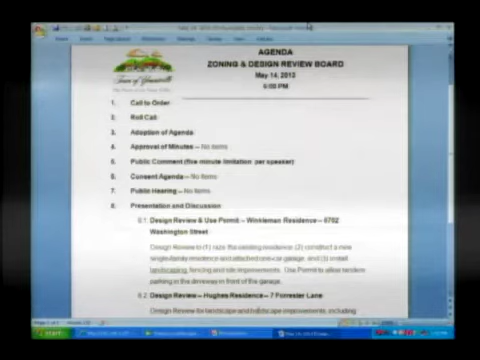 AGENDA
ZONING & DESIGN REVIEW BOARD
May 14, 2013
6:00 PM
Town of Yountville
1. Call to Order
2. Roll Call
3. Adoption of Agenda
4. Approval of Minutes – No items
5. Public Comment (five minute limitation per speaker)
6. Consent Agenda – No items
7. Public Hearing – No items
8. Presentation and Discussion
8.1 Design Review & Use Permit – Winkleman Residence – 6702
Washington Street
Design Review to (1) raze the existing residence (2) construct a new
single-family residence and attached one-car garage, and (3) install
landscaping, fencing and site improvements. Use Permit to allow tandem
parking in the driveway in front of the garage.
8.2 Design Review – Hughes Residence – 7 Forrester Lane
Design Review for landscape and hardscape improvements, including
start